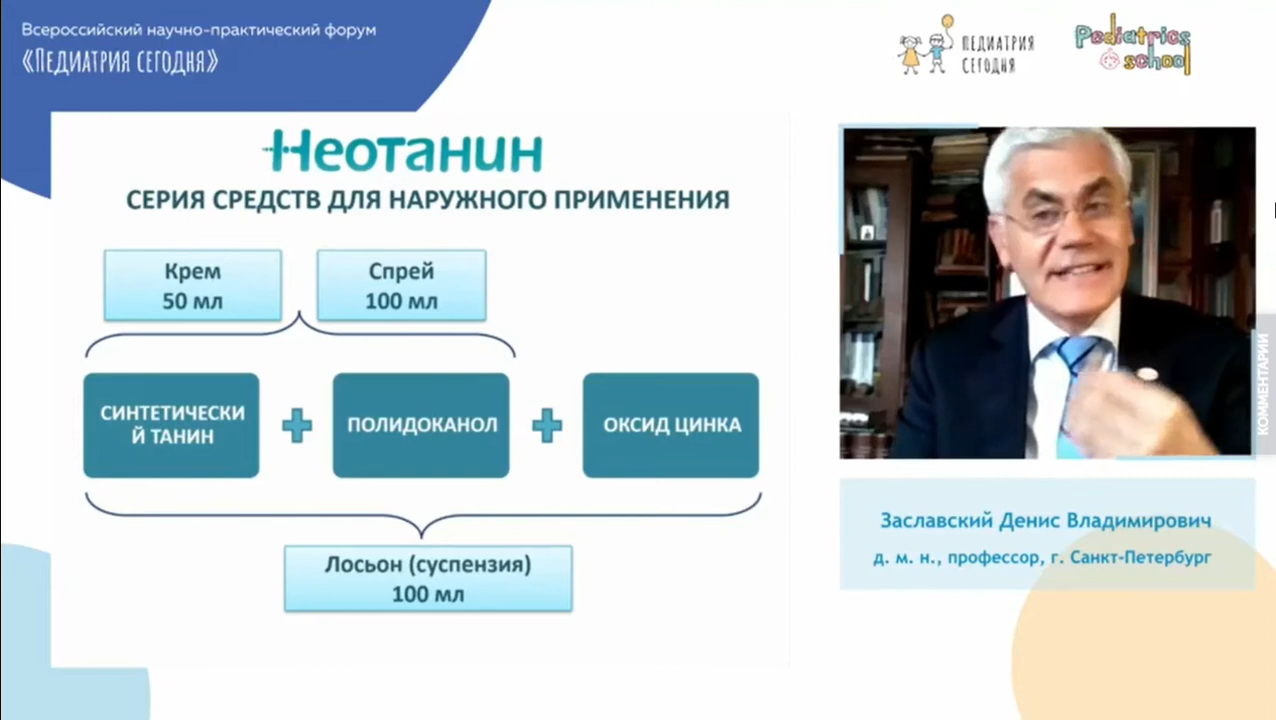 Всероссийский научно-практический форум
«ПЕДИАТРИЯ СЕГОДНЯ»
ПЕДИАТРИЯ
СЕГОДНЯ
Pediatrics
school
Неотанин
СЕРИЯ СРЕДСТВ ДЛЯ НАРУЖНОГО ПРИМЕНЕНИЯ
Крем
50 мл
Спрей
100 мл
СИНТЕТИЧЕСКИ
Й ТАНИН
ПОЛИДОКАНОЛ
ОКСИД ЦИНКА
Лосьон (суспензия)
100 мл
КОММЕНТАРИИ
Заславский Денис Владимирович
д. м. н., профессор, г. Санкт-Петербург